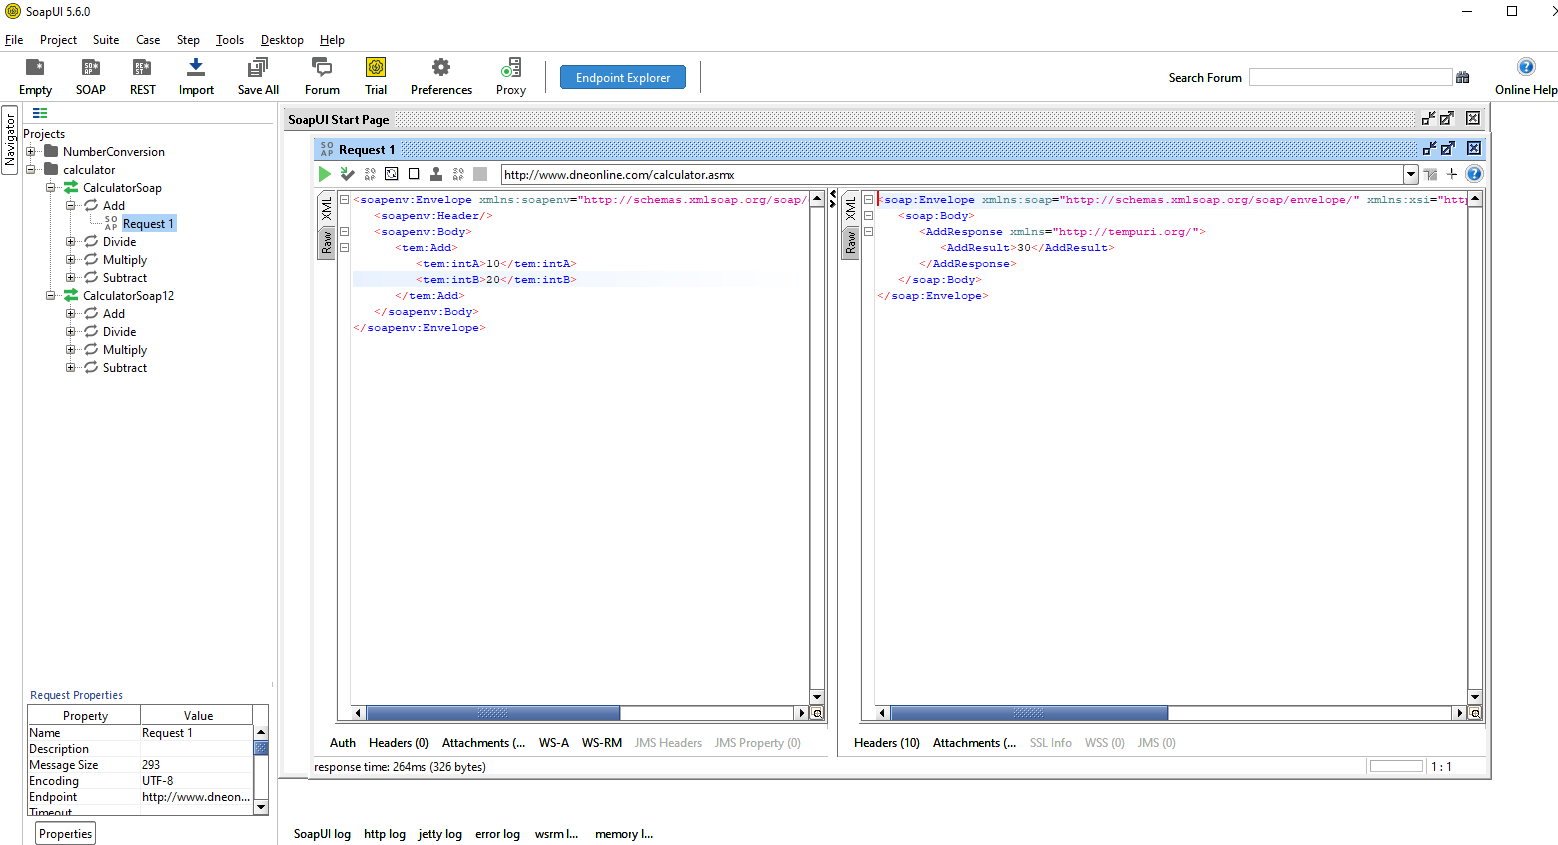 SoapUI 5.6.0
File Project Suite Case Step Tools Desktop Help
Empty SOAP REST Import Save All Forum Trial Preferences Proxy Endpoint Explorer Search Forum Online Help
Navigator
Projects
NumberConversion
calculator
CalculatorSoap
Add
SO AP Request 1
Divide
Multiply
Subtract
CalculatorSoap12
Add
Divide
Multiply
Subtract
Request Properties
Property Value
Name Request 1
Description
Message Size 293
Encoding UTF-8
Endpoint http://www.dneon...
Timeout
Properties
SoapUI Start Page
SO AP Request 1
http://www.dneonline.com/calculator.asmx
XML
Raw
<soapenv:Envelope xmlns:soapenv="http://schemas.xmlsoap.org/soap/
<soapenv:Header/>
<soapenv:Body>
<tem:Add>
<tem:intA>10</tem:intA>
<tem:intB>20</tem:intB>
</tem:Add>
</soapenv:Body>
</soapenv:Envelope>
XML
Raw
<soap:Envelope xmlns:soap="http://schemas.xmlsoap.org/soap/envelope/" xmlns:xsi="http
<soap:Body>
<AddResponse xmlns="http://tempuri.org/">
<AddResult>30</AddResult>
</AddResponse>
</soap:Body>
</soap:Envelope>
Auth Headers (0) Attachments (... WS-A WS-RM JMS Headers JMS Property (0)
Headers (10) Attachments (... SSL Info WSS (0) JMS (0)
response time: 264ms (326 bytes)
1 : 1
SoapUI log http log jetty log error log wsrm l... memory l...